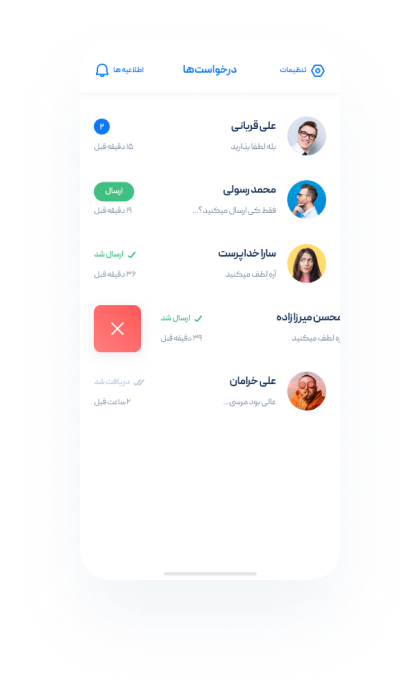 تنظیمات
درخواست‌ها
اطلاعیه ها
علی قربانی
۲
بله لطفا بذارید
۱۵ دقیقه قبل
محمد رسولی
ارسال
فقط کی ارسال میکنید؟...
۱۹ دقیقه قبل
سارا خداپرست
ارسال شد
آره لطف میکنید
۳۶ دقیقه قبل
محسن میرزازاده
ارسال شد
ره لطف میکنید
۳۹ دقیقه قبل
علی خرامان
دریافت شد
عالی بود مرسی...
۲ ساعت قبل